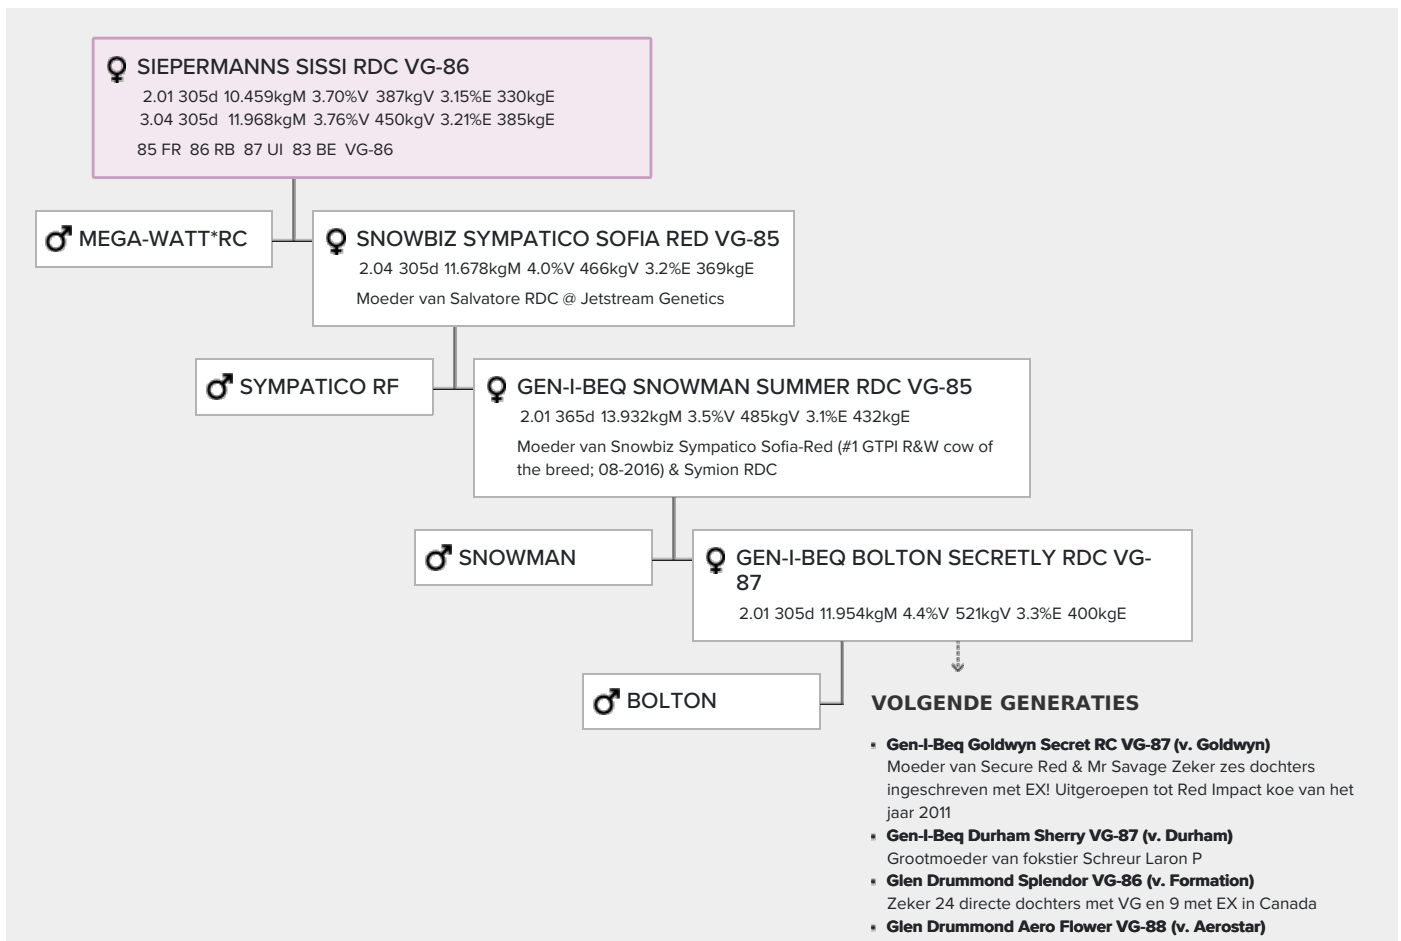 SIEPERMANNS SISSI RDC VG-86
2.01 305d 10.459kgM 3.70%V 387kgV 3.15%E 330kgE
3.04 305d 11.968kgM 3.76%V 450kgV 3.21%E 385kgE
85 FR 86 RB 87 UI 83 BE VG-86
MEGA-WATT*RC
SNOWBIZ SYMPATICO SOFIA RED VG-85
2.04 305d 11.678kgM 4.0%V 466kgV 3.2%E 369kgE
Moeder van Salvatore RDC @ Jetstream Genetics
SYMPATICO RF
GEN-I-BEQ SNOWMAN SUMMER RDC VG-85
2.01 365d 13.932kgM 3.5%V 485kgV 3.1%E 432kgE
Moeder van Snowbiz Sympatico Sofia-Red (#1 GTPI R&W cow of
the breed; 08-2016) & Symion RDC
SNOWMAN
GEN-I-BEQ BOLTON SECRETLY RDC VG-
87
2.01 305d 11.954kgM 4.4%V 521kgV 3.3%E 400kgE
BOLTON
VOLGENDE GENERATIES
Gen-I-Beq Goldwyn Secret RC VG-87 (v. Goldwyn)
Moeder van Secure Red & Mr Savage Zeker zes dochters
ingeschreven met EX! Uitgeroepen tot Red Impact koe van het
jaar 2011
Gen-I-Beq Durham Sherry VG-87 (v. Durham)
Grootmoeder van fokstier Schreur Laron P
Glen Drummond Splendor VG-86 (v. Formation)
Zeker 24 directe dochters met VG en 9 met EX in Canada
Glen Drummond Aero Flower VG-88 (v. Aerostar)